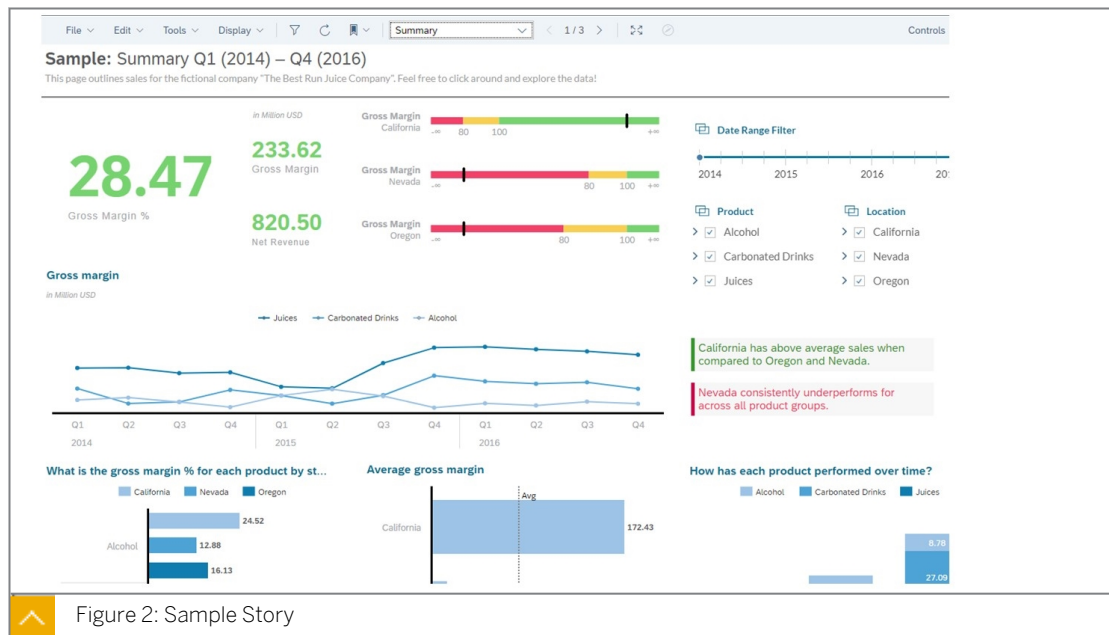 File Edit Tools Display Summary 1 / 3 Controls
Sample: Summary Q1 (2014) – Q4 (2016)
This page outlines sales for the fictional company "The Best Run Juice Company". Feel free to click around and explore the data!
28.47
Gross Margin %
in Million USD
233.62
Gross Margin
820.50
Net Revenue
Gross Margin
California
-∞ 80 100 +∞
Gross Margin
Nevada
-∞ 80 100 +∞
Gross Margin
Oregon
-∞ 80 100 +∞
Date Range Filter
2014 2015 2016 20:
Product
Alcohol
Carbonated Drinks
Juices
Location
California
Nevada
Oregon
Gross margin
in Million USD
Juices Carbonated Drinks Alcohol
Q1 Q2 Q3 Q4 Q1 Q2 Q3 Q4 Q1 Q2 Q3 Q4
2014 2015 2016
California has above average sales when
compared to Oregon and Nevada.
Nevada consistently underperforms for
across all product groups.
What is the gross margin % for each product by st...
California Nevada Oregon
Alcohol
24.52
12.88
16.13
Average gross margin
Avg
California
172.43
How has each product performed over time?
Alcohol Carbonated Drinks Juices
8.78
27.09
Figure 2: Sample Story